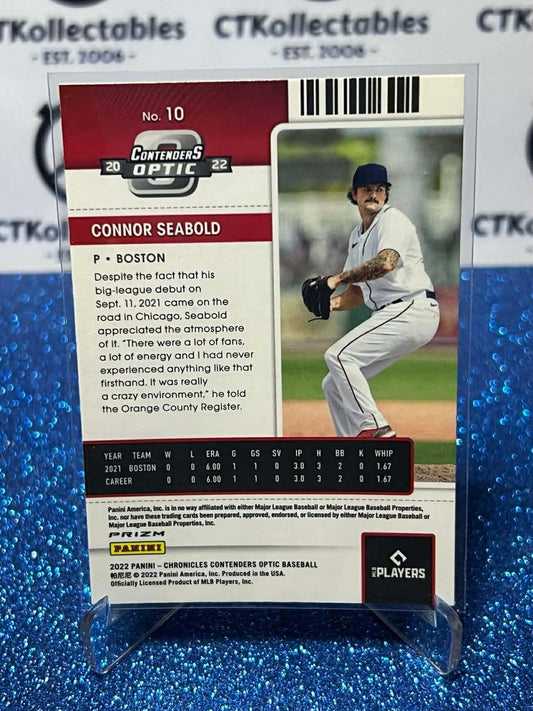 CTKollectables
CTKollectables
CTKollectables
- EST. 2006 -
- EST. 2006 -
No. 10
CONTENDERS
20 OPTIC 22
CTKolle
CTKollec
CONNOR SEABOLD
P • BOSTON
Despite the fact that his
big-league debut on
Sept. 11, 2021 came on the
road in Chicago, Seabold
appreciated the atmosphere
of it. "There were a lot of fans,
a lot of energy and I had never
experienced anything like that
firsthand. It was really
a crazy environment," he told
the Orange County Register.
YEAR TEAM W L ERA G GS SV IP H BB K WHIP
2021 BOSTON 0 0 6.00 1 1 0 3.0 3 2 0 1.67
CAREER 0 0 6.00 1 1 0 3.0 3 2 0 1.67
Panini America, Inc. is in no way affiliated with either Major League Baseball or Major League Baseball Properties,
Inc. nor have these trading cards been prepared, approved, endorsed, or licensed by either Major League Baseball or
Major League Baseball Properties, Inc.
PRIZM
PANINI
2022 PANINI – CHRONICLES CONTENDERS OPTIC BASEBALL
帕尼尼 © 2022 Panini America, Inc. Produced in the USA.
Officially Licensed Product of MLB Players, Inc.
MLB PLAYERS